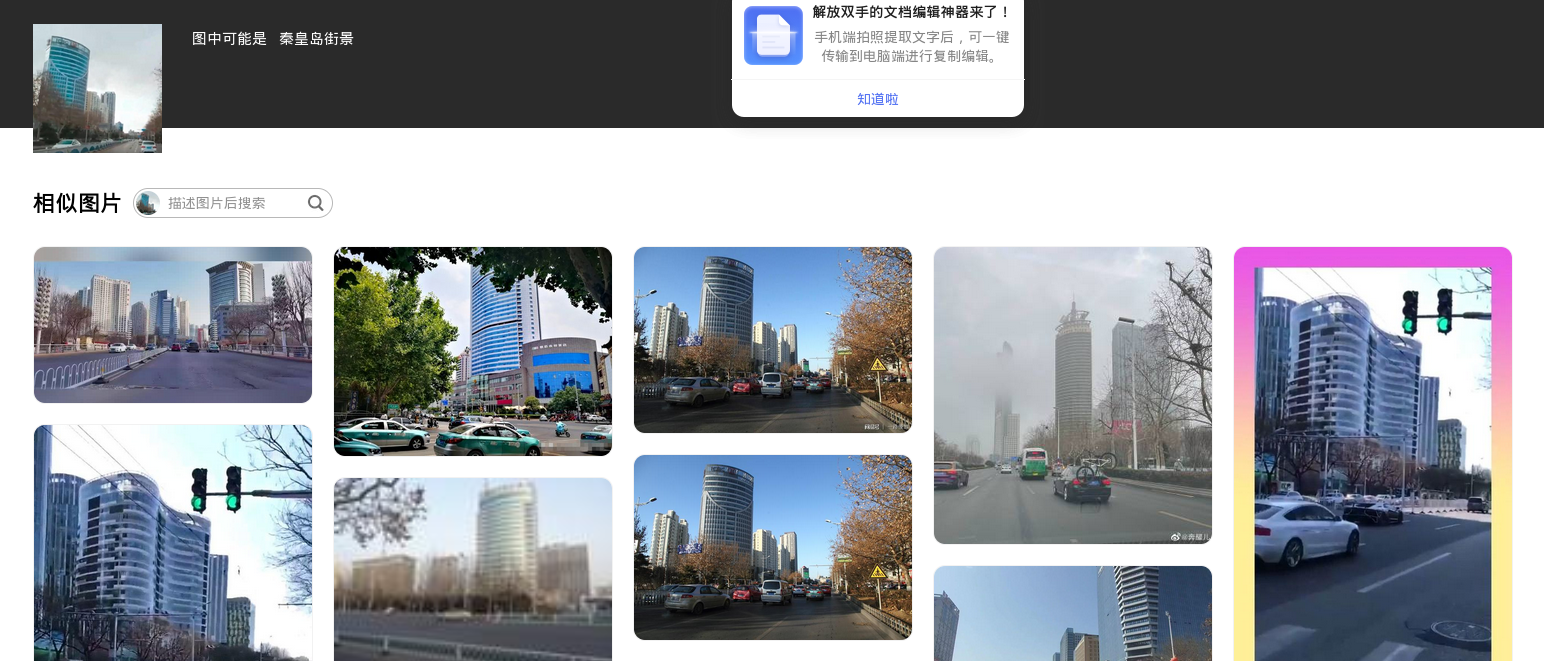 图中可能是 秦皇岛街景
解放双手的文档编辑神器来了！
手机端拍照提取文字后，可一键
传输到电脑端进行复制编辑。
知道啦
相似图片
描述图片后搜索